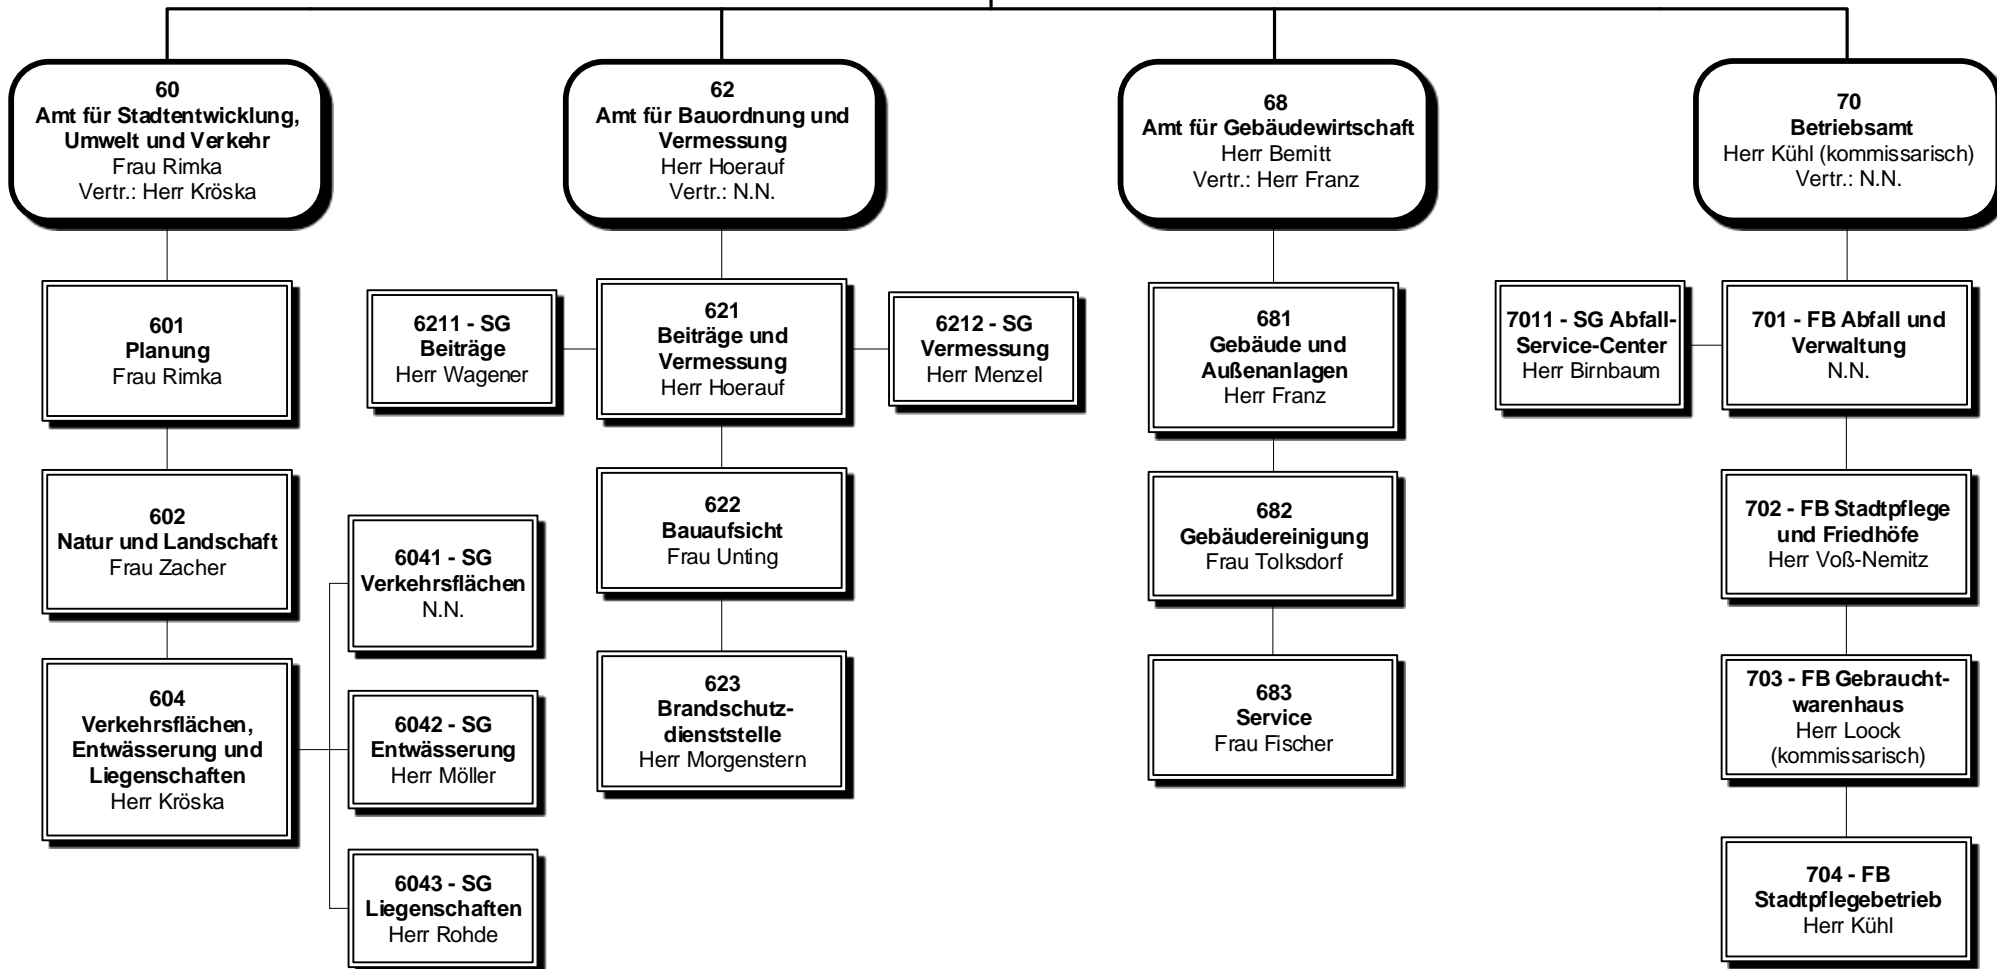 60
Amt für Stadtentwicklung,
Umwelt und Verkehr
Frau Rimka
Vertr.: Herr Kröska
62
Amt für Bauordnung und
Vermessung
Herr Hoerauf
Vertr.: N.N.
68
Amt für Gebäudewirtschaft
Herr Bernitt
Vertr.: Herr Franz
70
Betriebsamt
Herr Kühl (kommissarisch)
Vertr.: N.N.
601
Planung
Frau Rimka
6211 - SG
Beiträge
Herr Wagener
621
Beiträge und
Vermessung
Herr Hoerauf
6212 - SG
Vermessung
Herr Menzel
681
Gebäude und
Außenanlagen
Herr Franz
7011 - SG Abfall-
Service-Center
Herr Birnbaum
701 - FB Abfall und
Verwaltung
N.N.
602
Natur und Landschaft
Frau Zacher
6041 - SG
Verkehrsflächen
N.N.
622
Bauaufsicht
Frau Unting
682
Gebäudereinigung
Frau Tolksdorf
702 - FB Stadtpflege
und Friedhöfe
Herr Voß-Nemitz
604
Verkehrsflächen,
Entwässerung und
Liegenschaften
Herr Kröska
6042 - SG
Entwässerung
Herr Möller
623
Brandschutz-
dienststelle
Herr Morgenstern
683
Service
Frau Fischer
703 - FB Gebraucht-
warenhaus
Herr Loock
(kommissarisch)
6043 - SG
Liegenschaften
Herr Rohde
704 - FB
Stadtpflegebetrieb
Herr Kühl